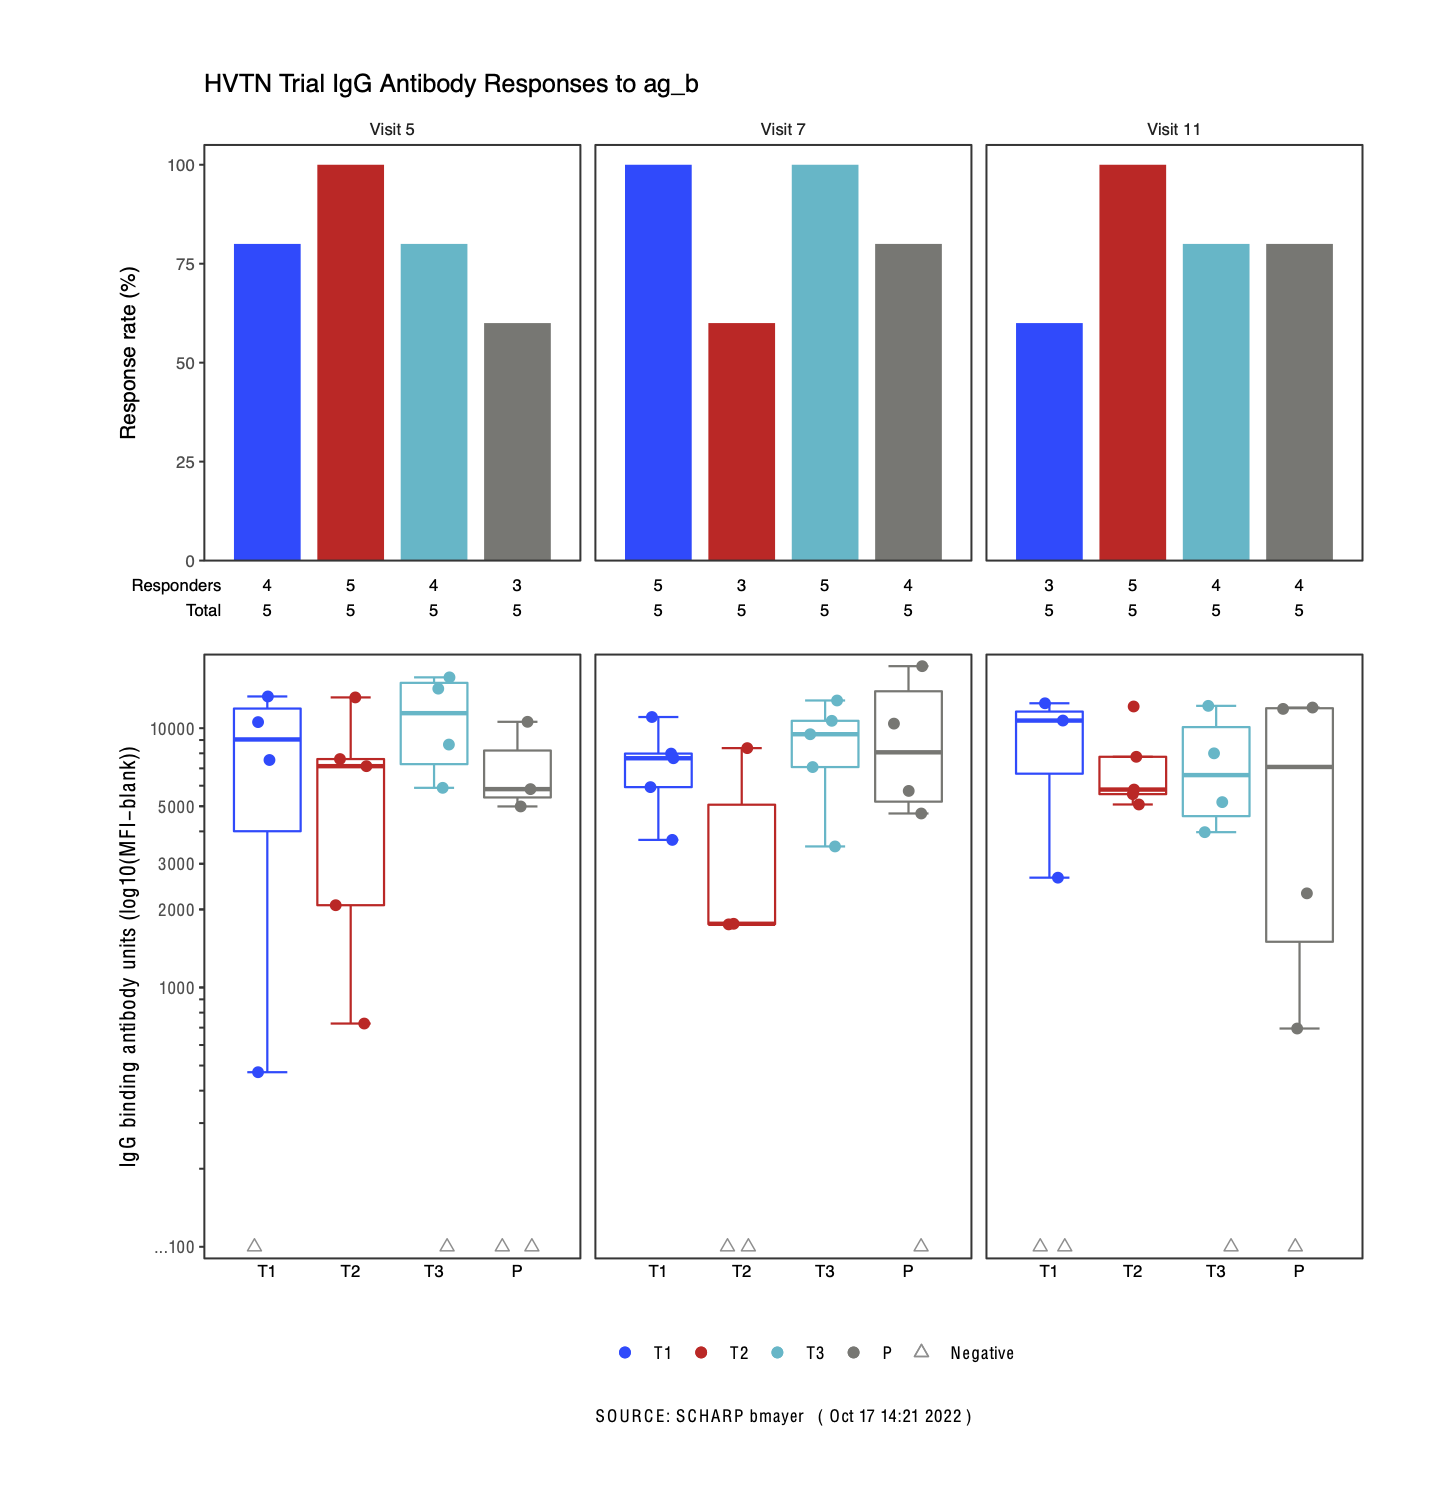 HVTN Trial IgG Antibody Responses to ag_b
Visit 5 Visit 7 Visit 11
Response rate (%)
100
75
50
25
0
Responders 4 5 4 3 5 3 5 4 3 5 4 4
Total 5 5 5 5 5 5 5 5 5 5 5 5
IgG binding antibody units (log10(MFI−blank))
10000
5000
3000
2000
1000
...100
T1 T2 T3 P T1 T2 T3 P T1 T2 T3 P
T1 T2 T3 P Negative
SOURCE: SCHARP bmayer ( Oct 17 14:21 2022 )